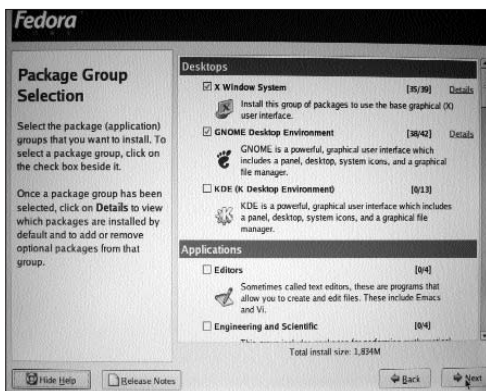 Fedora
Package Group
Selection
Select the package (application)
groups that you want to install. To
select a package group, click on
the check box beside it.
Once a package group has been
selected, click on Details to view
which packages are installed by
default and to add or remove
optional packages from that
group.
Desktops
X Window System [35/39] Details
Install this group of packages to use the base graphical (X)
user interface.
GNOME Desktop Environment [38/42] Details
GNOME is a powerful, graphical user interface which
includes a panel, desktop, system icons, and a graphical
file manager.
KDE (K Desktop Environment) [0/13]
KDE is a powerful, graphical user interface which includes
a panel, desktop, system icons, and a graphical file
manager.
Applications
Editors [0/4]
Sometimes called text editors, these are programs that
allow you to create and edit files. These include Emacs
and Vi.
Engineering and Scientific [0/4]
Total install size: 1,834M
Hide Help
Release Notes
Back
Next